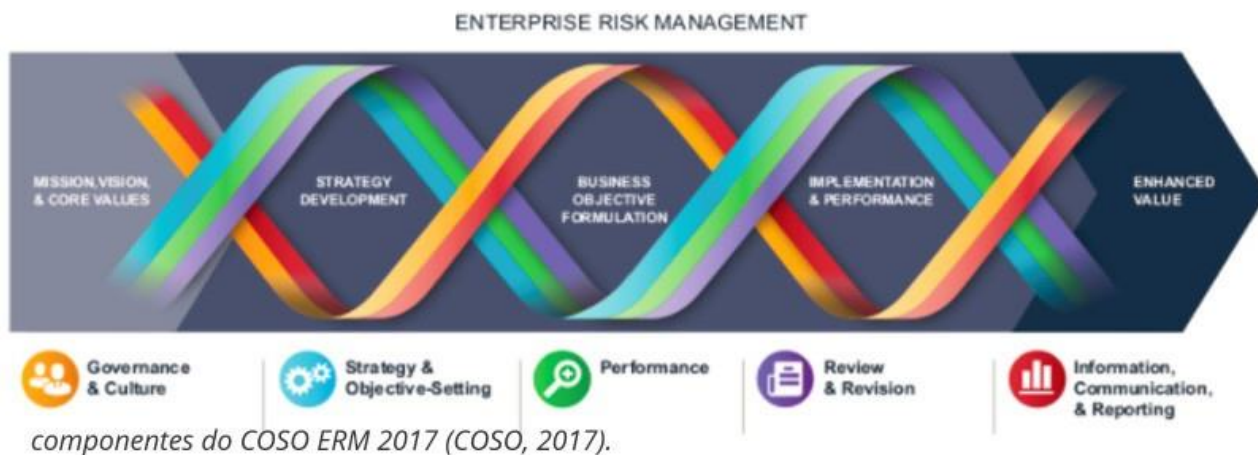 ENTERPRISE RISK MANAGEMENT
MISSION, VISION,
& CORE VALUES
STRATEGY
DEVELOPMENT
BUSINESS
OBJECTIVE
FORMULATION
IMPLEMENTATION
& PERFORMANCE
ENHANCED
VALUE
Governance
& Culture
Strategy &
Objective-Setting
Performance
Review
& Revision
Information,
Communication,
& Reporting
componentes do COSO ERM 2017 (COSO, 2017).